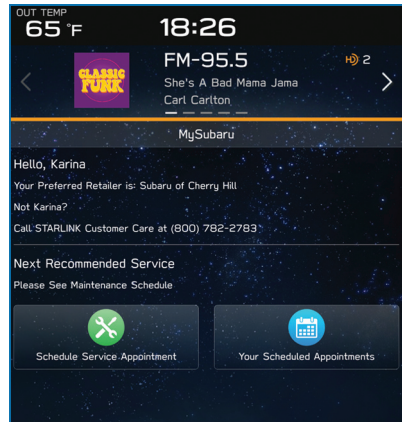 OUT TEMP
65 °F
18:26
FM-95.5
HD 2
CLASSIC
FUNK
She's A Bad Mama Jama
Carl Carlton
MySubaru
Hello, Karina
Your Preferred Retailer is: Subaru of Cherry Hill
Not Karina?
Call STARLINK Customer Care at (800) 782-2783
Next Recommended Service
Please See Maintenance Schedule
Schedule Service Appointment
Your Scheduled Appointments